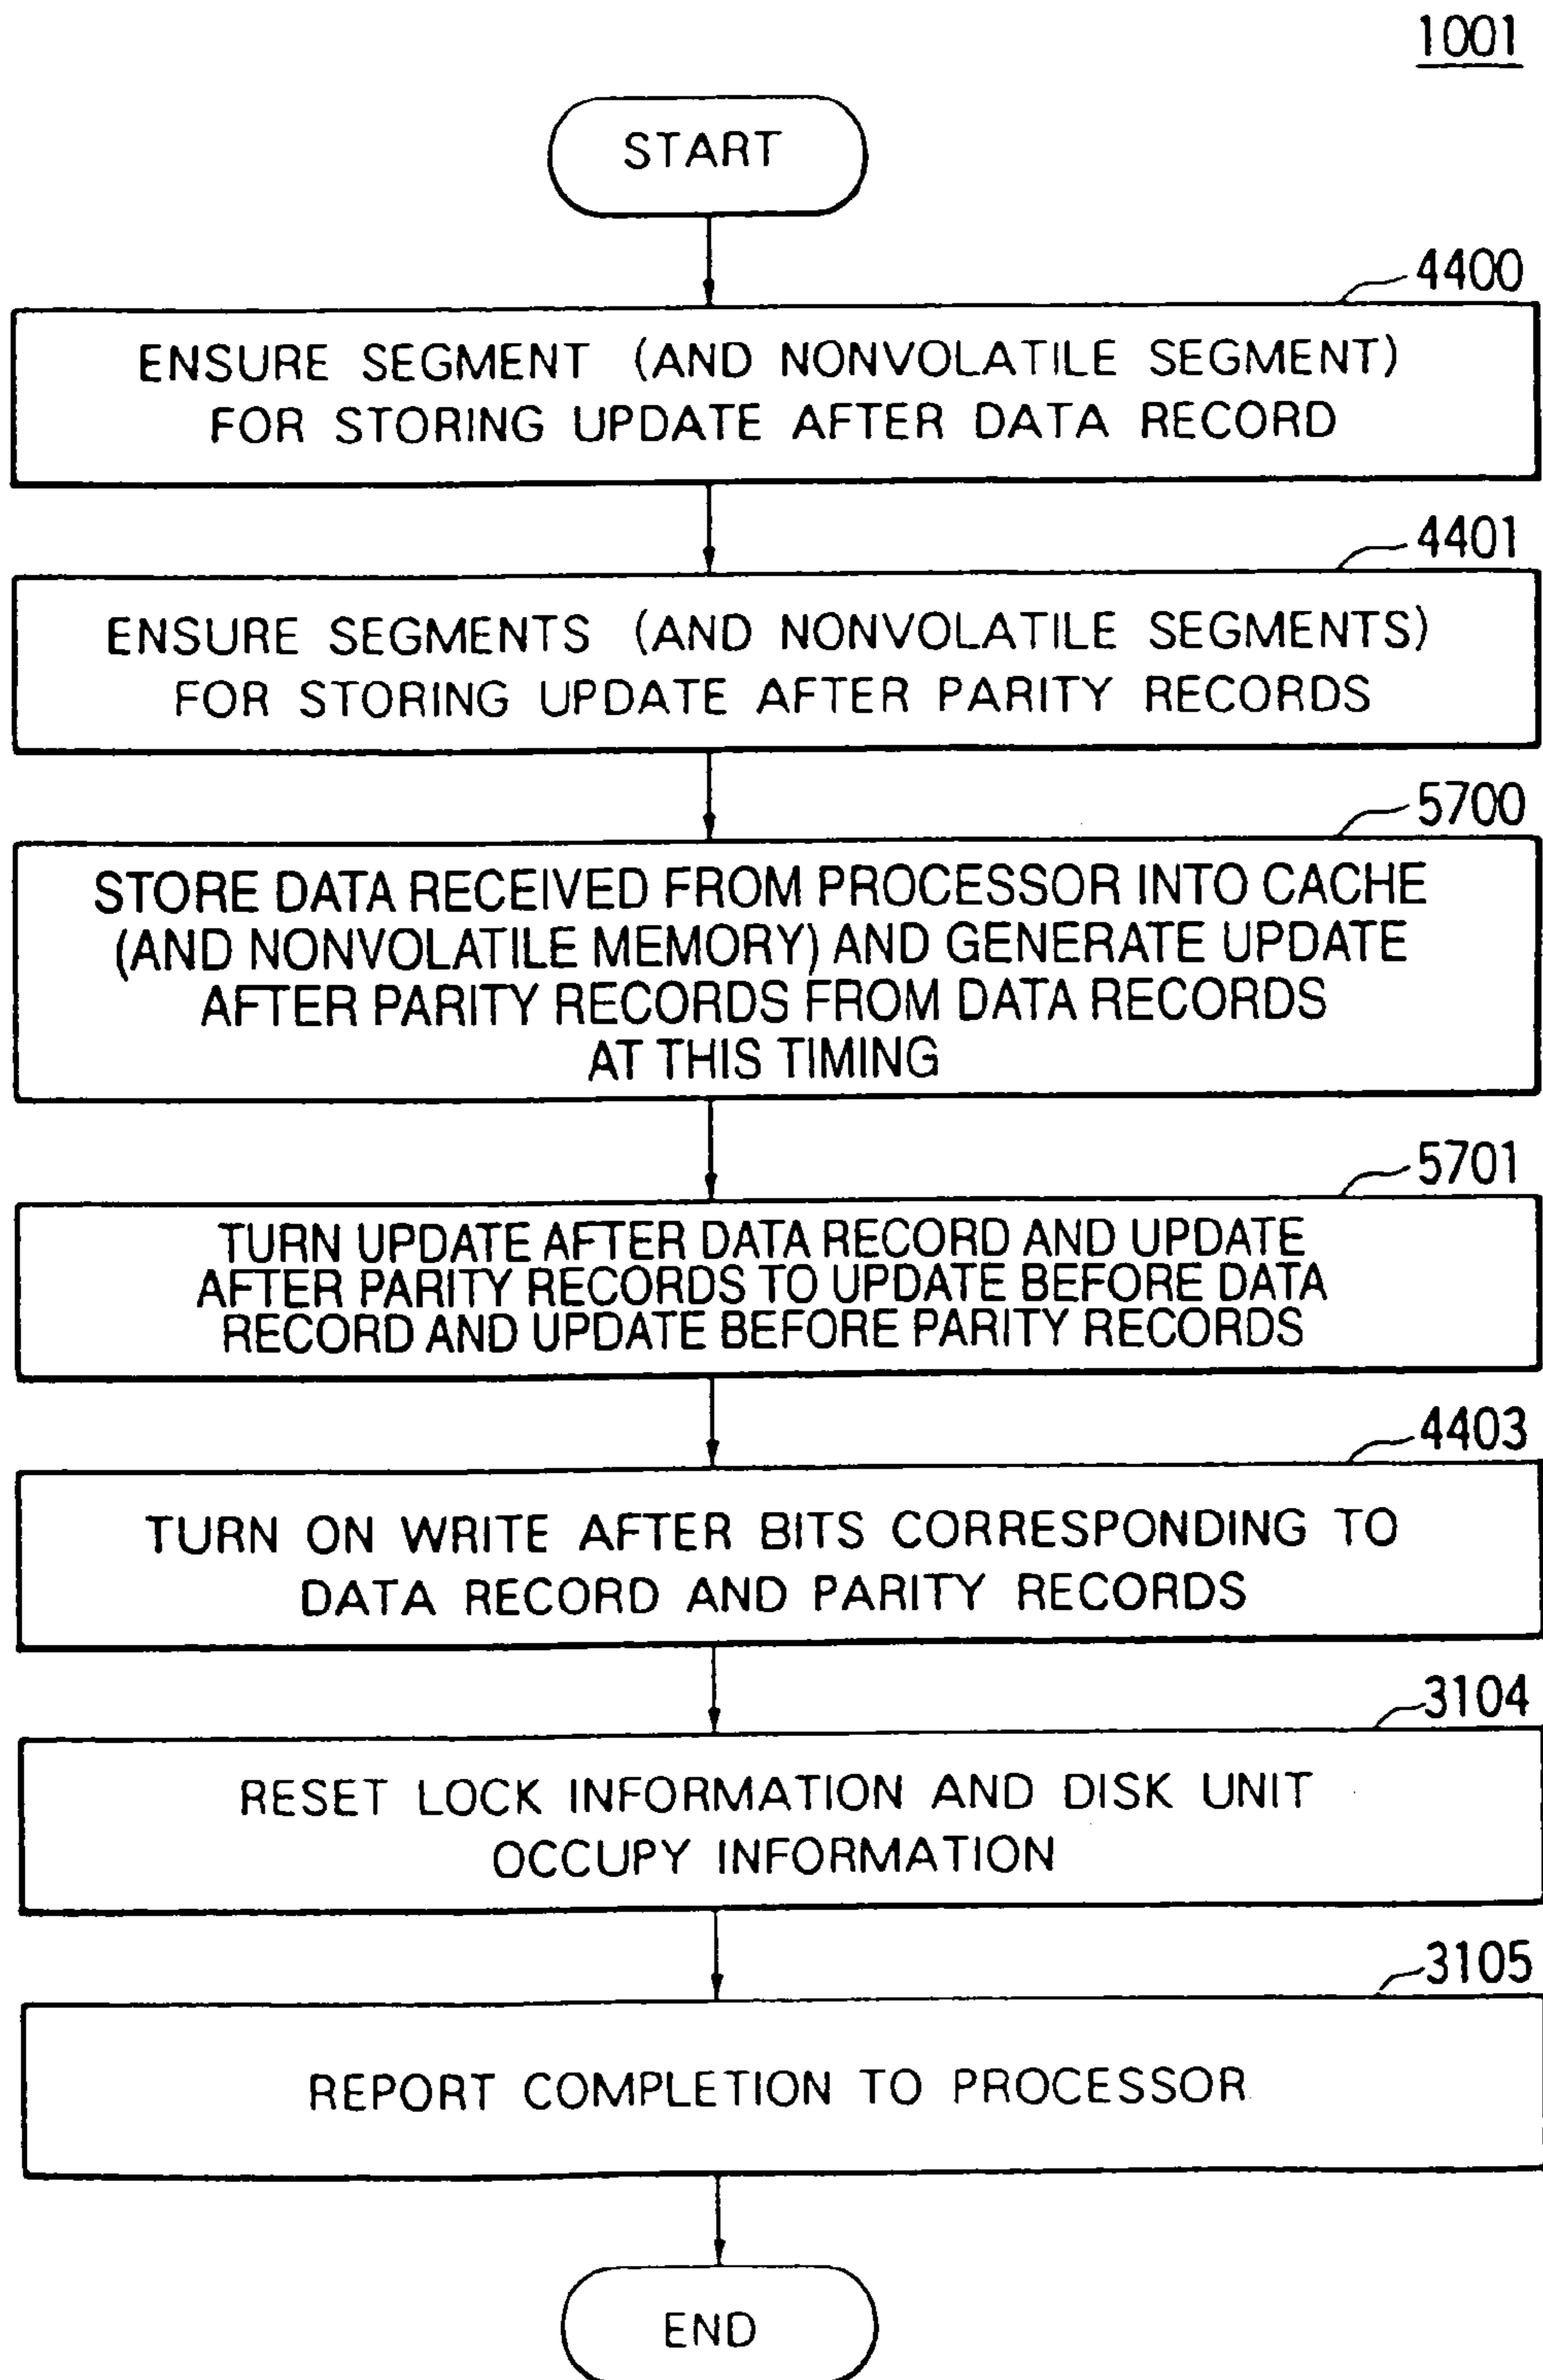 1001
START
4400
ENSURE SEGMENT (AND NONVOLATILE SEGMENT)
FOR STORING UPDATE AFTER DATA RECORD
4401
ENSURE SEGMENTS (AND NONVOLATILE SEGMENTS)
FOR STORING UPDATE AFTER PARITY RECORDS
5700
STORE DATA RECEIVED FROM PROCESSOR INTO CACHE
(AND NONVOLATILE MEMORY) AND GENERATE UPDATE
AFTER PARITY RECORDS FROM DATA RECORDS
AT THIS TIMING
5701
TURN UPDATE AFTER DATA RECORD AND UPDATE
AFTER PARITY RECORDS TO UPDATE BEFORE DATA
RECORD AND UPDATE BEFORE PARITY RECORDS
4403
TURN ON WRITE AFTER BITS CORRESPONDING TO
DATA RECORD AND PARITY RECORDS
3104
RESET LOCK INFORMATION AND DISK UNIT
OCCUPY INFORMATION
3105
REPORT COMPLETION TO PROCESSOR
END